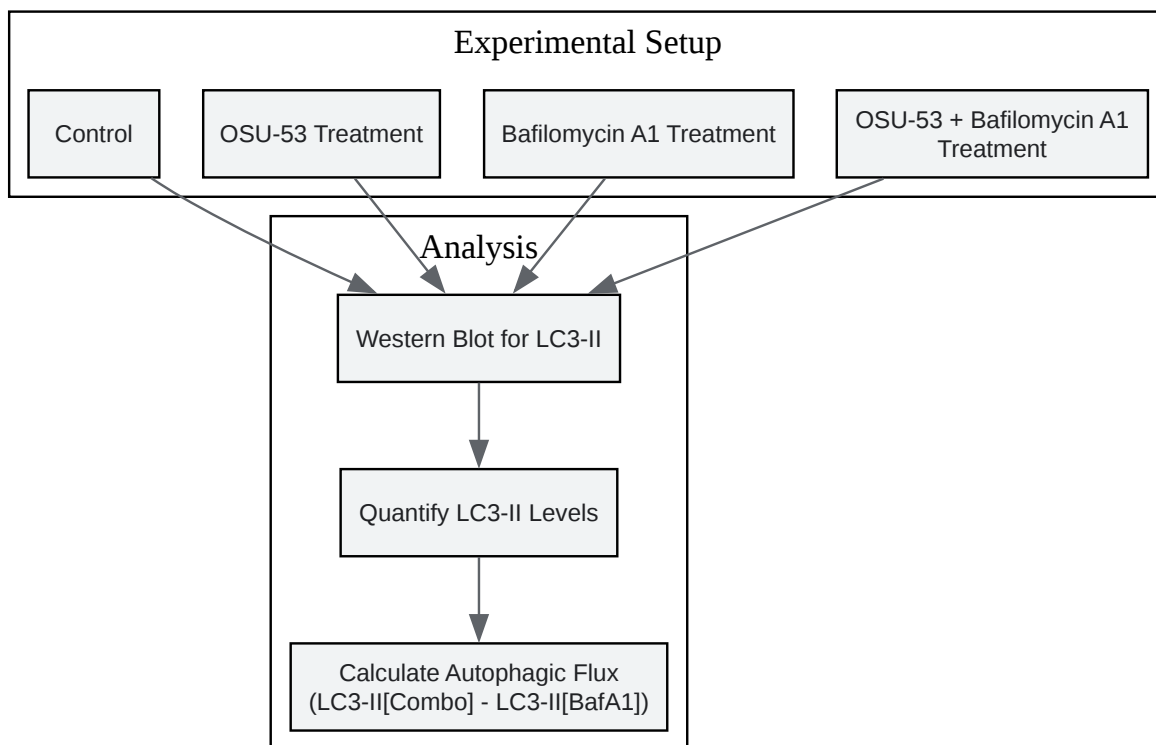 Experimental Setup
Control
OSU-53 Treatment
Bafilomycin A1 Treatment
OSU-53 + Bafilomycin A1
Treatment
Analysis
Western Blot for LC3-II
Quantify LC3-II Levels
Calculate Autophagic Flux
(LC3-II[Combo] - LC3-II[BafA1])